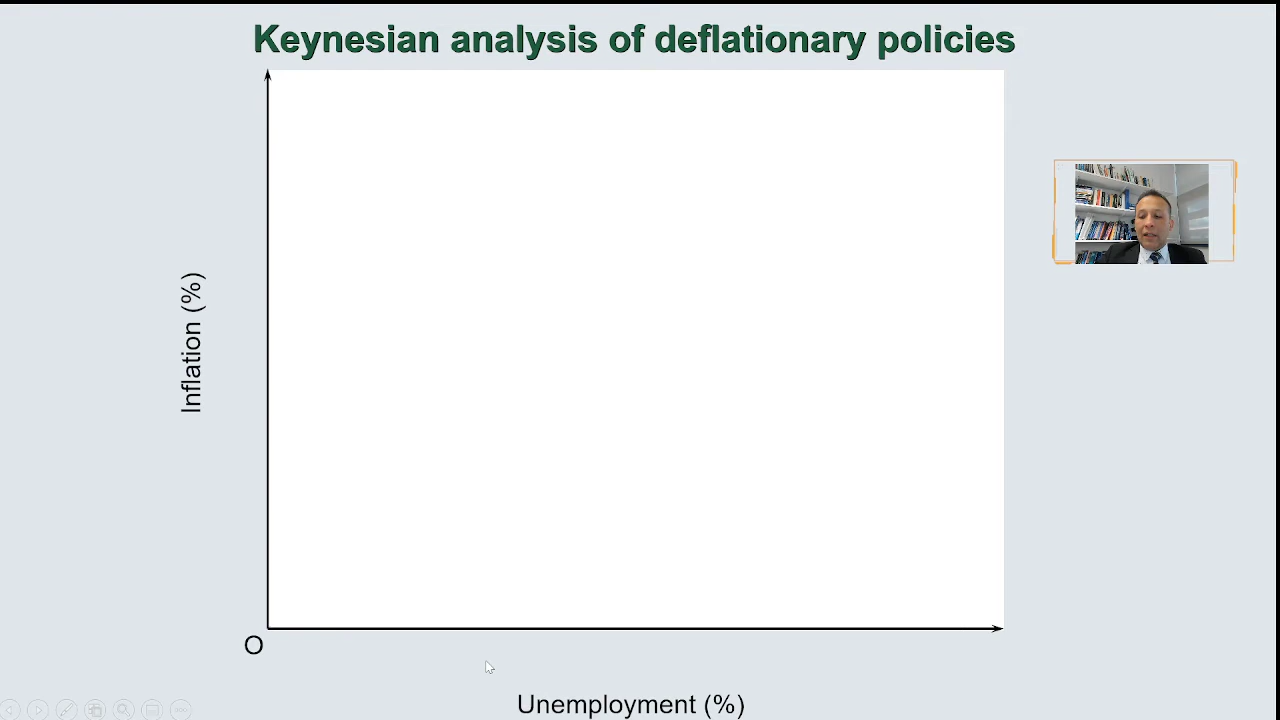 Keynesian analysis of deflationary policies
Inflation (%)
O
Unemployment (%)